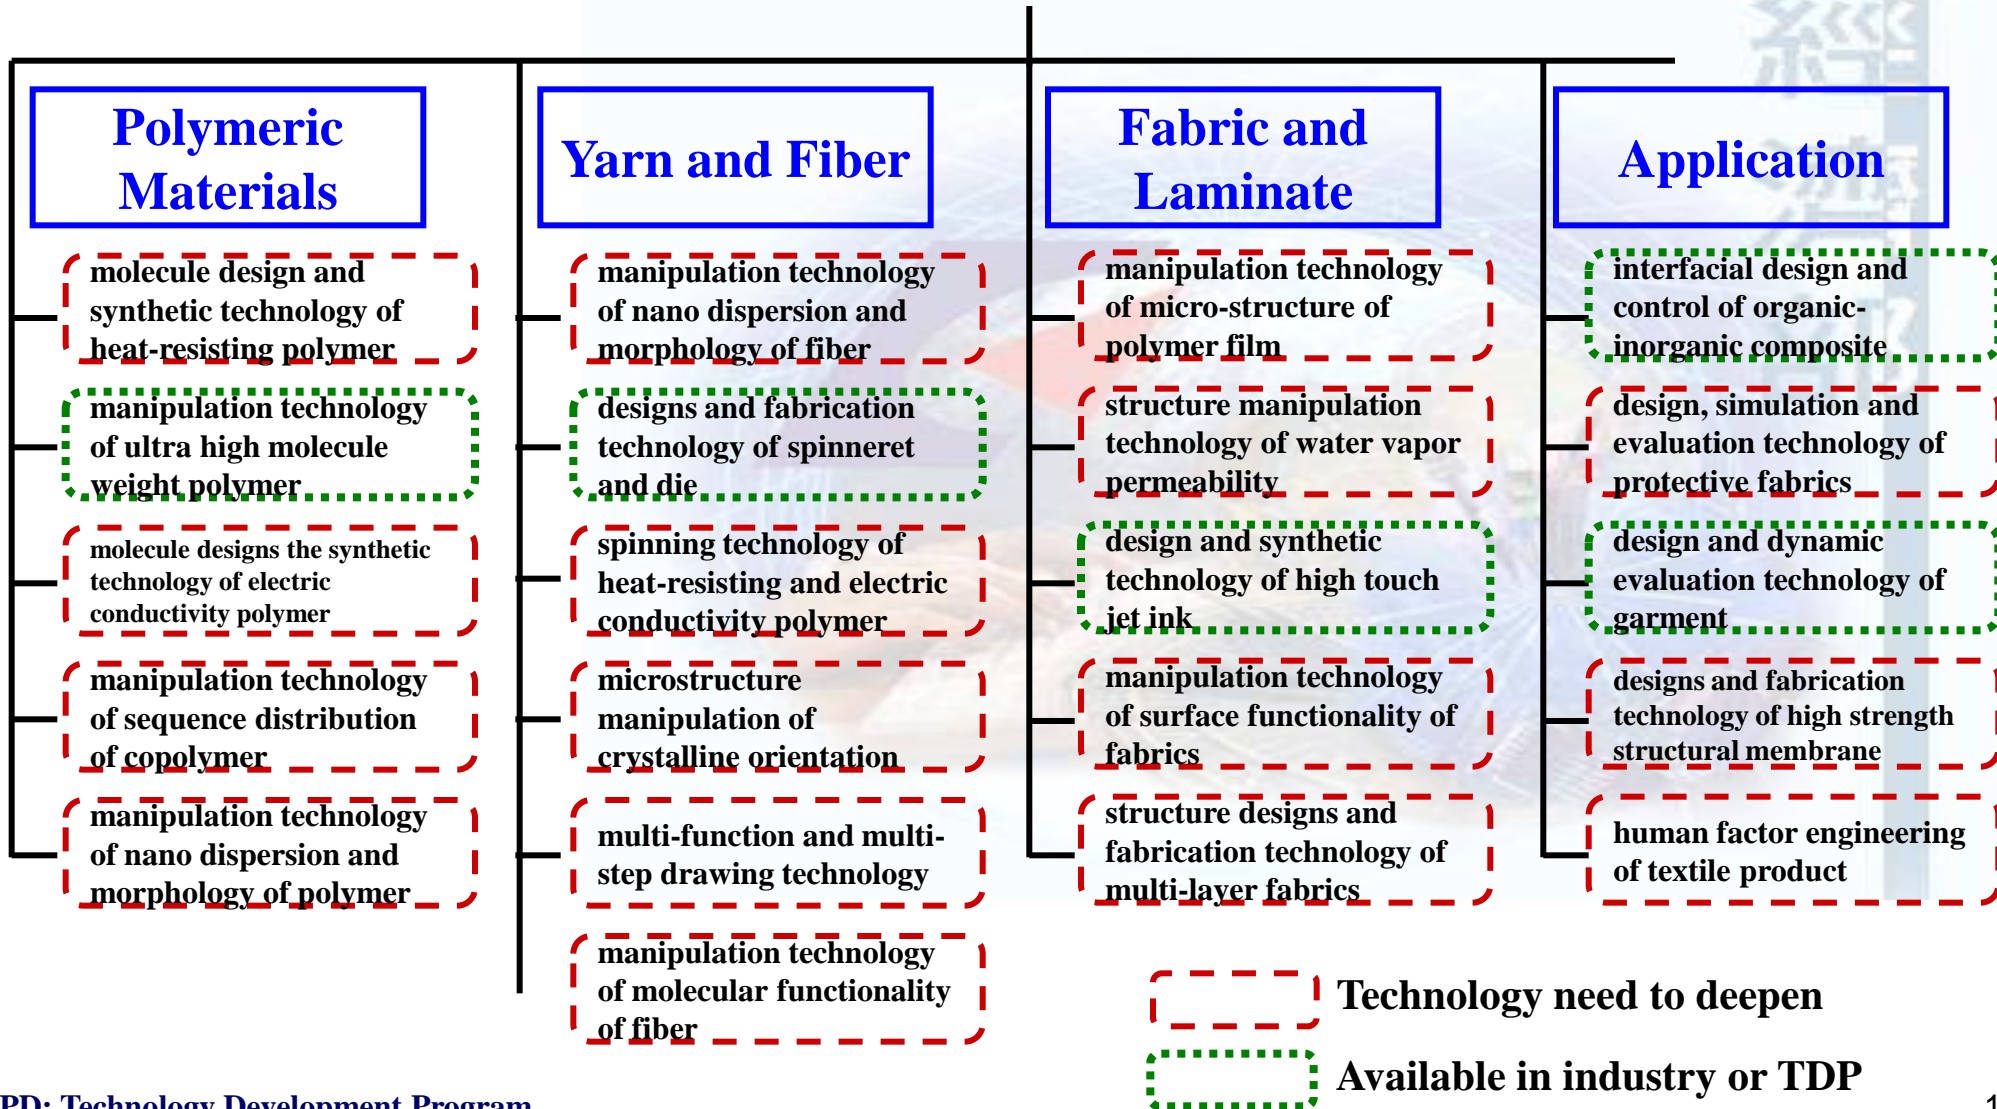 Polymeric
Materials
molecule design and
synthetic technology of
heat-resisting polymer
manipulation technology
of ultra high molecule
weight polymer
molecule designs the synthetic
technology of electric
conductivity polymer
manipulation technology
of sequence distribution
of copolymer
manipulation technology
of nano dispersion and
morphology of polymer
Yarn and Fiber
manipulation technology
of nano dispersion and
morphology of fiber
designs and fabrication
technology of spinneret
and die
spinning technology of
heat-resisting and electric
conductivity polymer
microstructure
manipulation of
crystalline orientation
multi-function and multi-
step drawing technology
manipulation technology
of molecular functionality
of fiber
Fabric and
Laminate
manipulation technology
of micro-structure of
polymer film
structure manipulation
technology of water vapor
permeability
design and synthetic
technology of high touch
jet ink
manipulation technology
of surface functionality of
fabrics
structure designs and
fabrication technology of
multi-layer fabrics
Application
interfacial design and
control of organic-
inorganic composite
design, simulation and
evaluation technology of
protective fabrics
design and dynamic
evaluation technology of
garment
designs and fabrication
technology of high strength
structural membrane
human factor engineering
of textile product
Technology need to deepen
Available in industry or TDP
PD: Technology Development Program
1